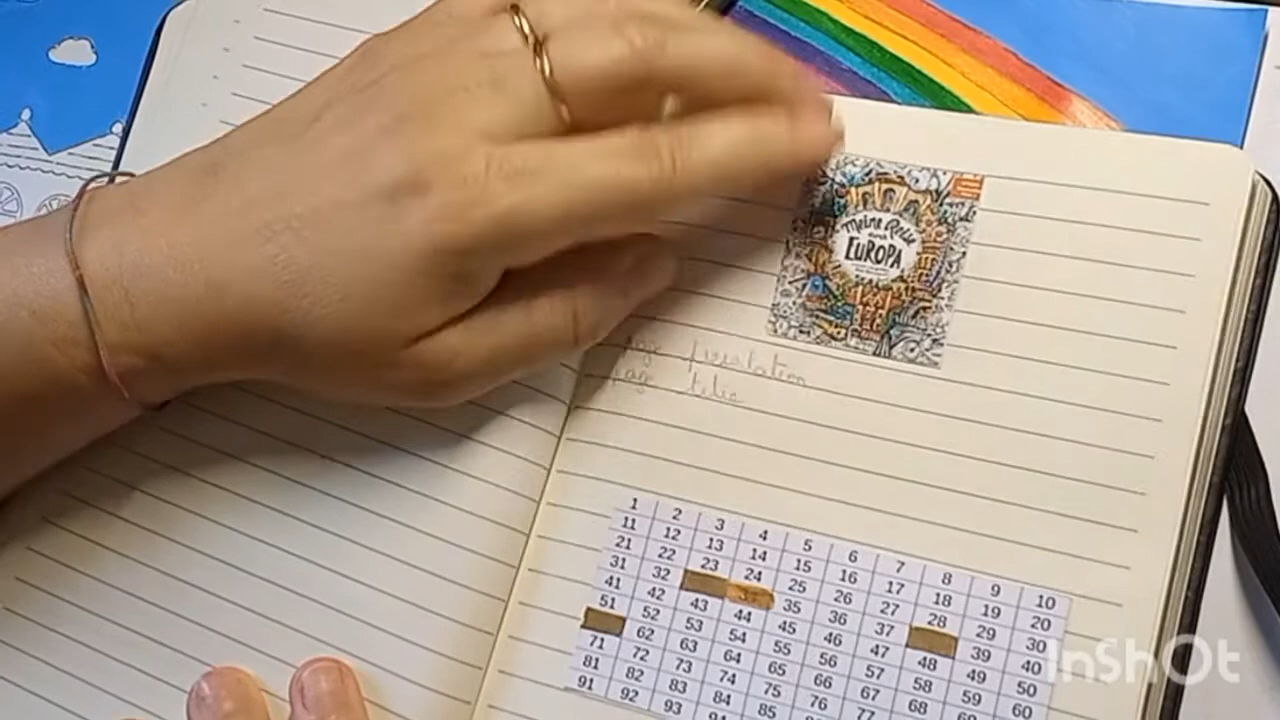 Meine Reise
durch
EUROPA
page présentation
page titre
1 2 3 4 5 6 7 8 9 10
11 12 13 14 15 16 17 18 19 20
21 22 23 24 25 26 27 28 29 30
31 32 35 36 37 39 40
41 42 43 44 45 46 47 48 49 50
51 52 53 54 55 56 57 58 59 60
62 63 64 65 66 67 68 69
71 72 73 74 75 76 77
81 82 83 84 85
91 92 93 94
InShOt